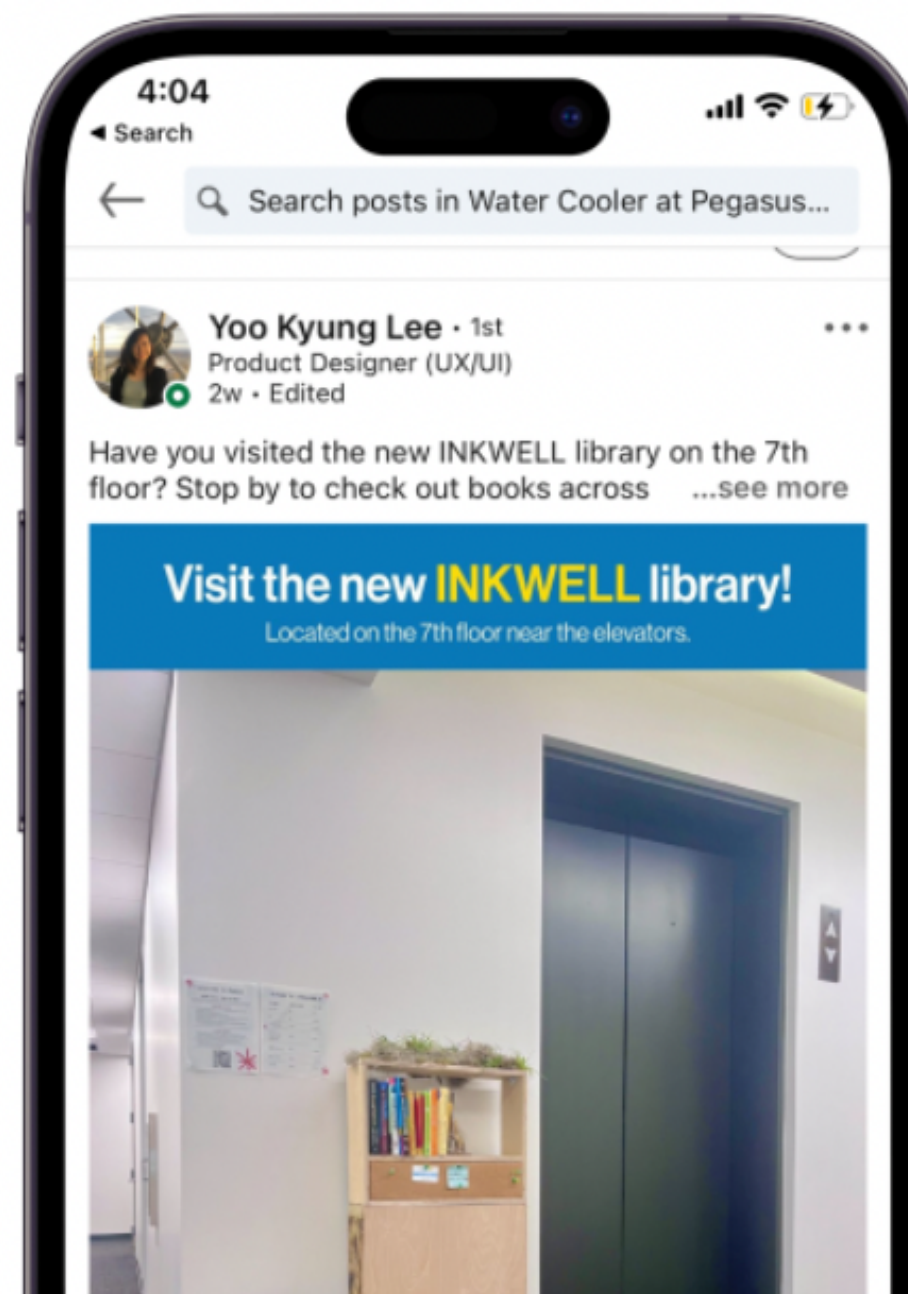 4:04
Search
Search posts in Water Cooler at Pegasus...
Yoo Kyung Lee · 1st
Product Designer (UX/UI)
2w • Edited
Have you visited the new INKWELL library on the 7th
floor? Stop by to check out books across ...see more
Visit the new INKWELL library!
Located on the 7th floor near the elevators.